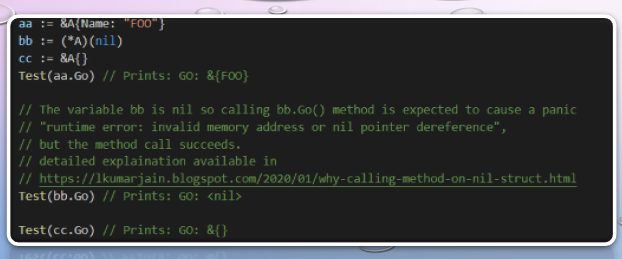 aa := &A{Name: "FOO"}
bb := (*A)(nil)
cc := &A{}
Test(aa.Go) // Prints: GO: &{FOO}
// The variable bb is nil so calling bb.Go() method is expected to cause a panic
// "runtime error: invalid memory address or nil pointer dereference",
// but the method call succeeds.
// detailed explaination available in
// https://lkumarjain.blogspot.com/2020/01/why-calling-method-on-nil-struct.html
Test(bb.Go) // Prints: GO: <nil>
Test(cc.Go) // Prints: GO: &{}